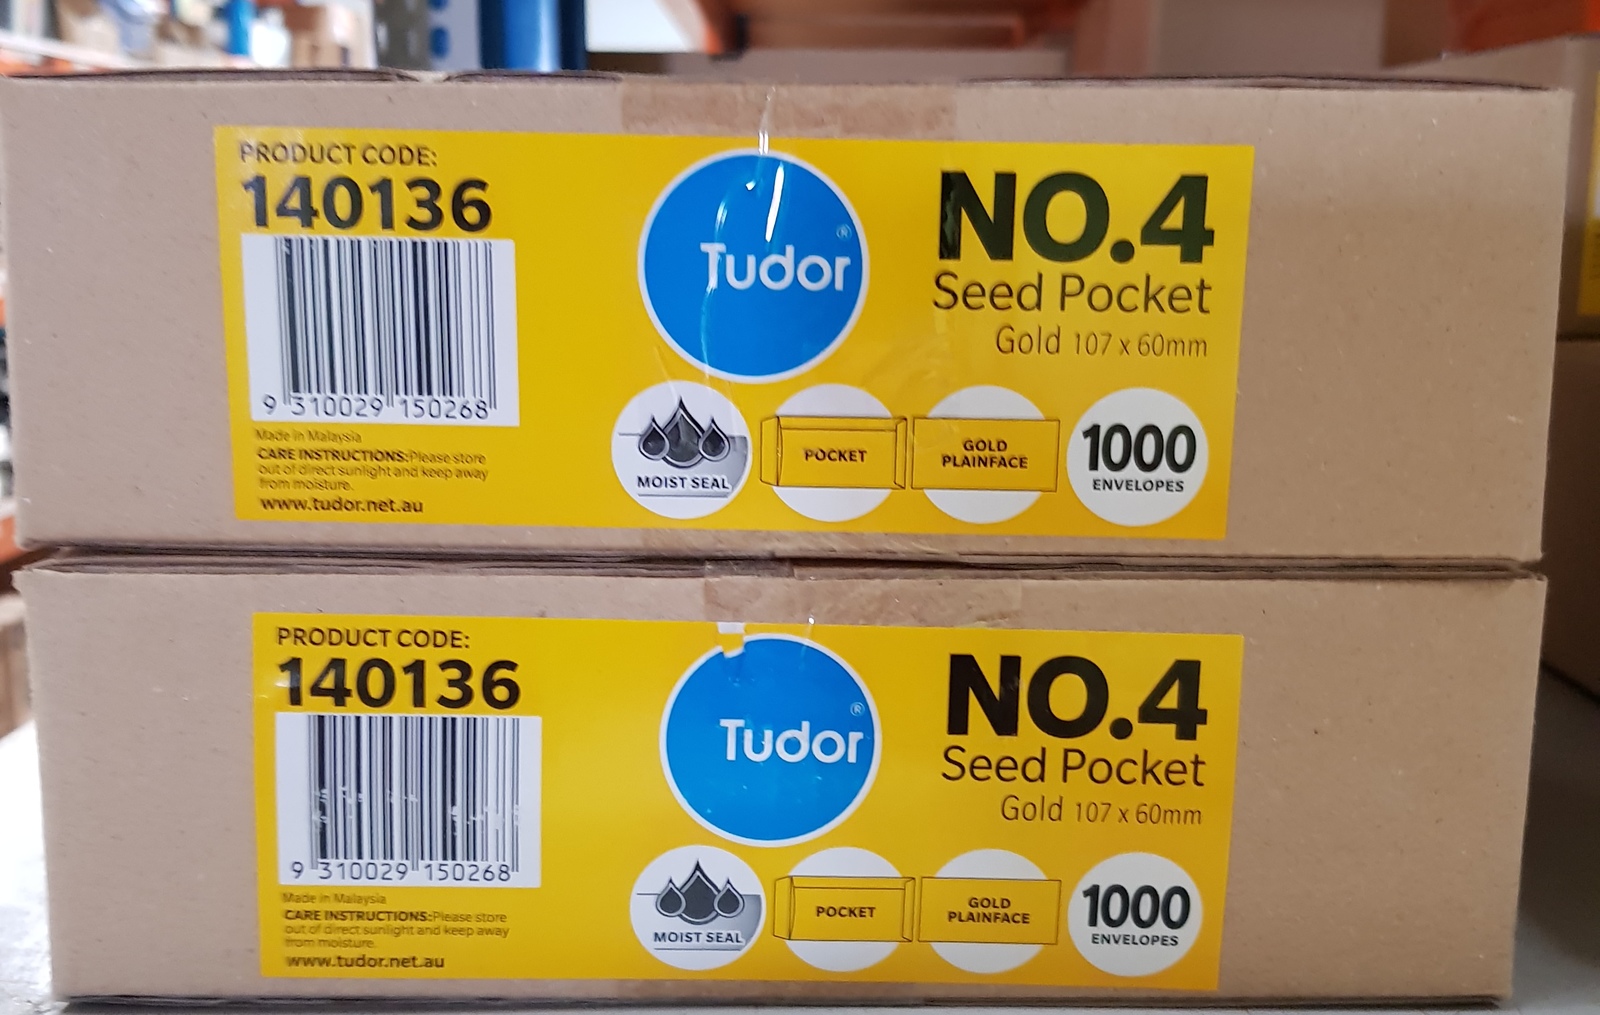 PRODUCT CODE:
140136
9 310029 150268
Made in Malaysia
CARE INSTRUCTIONS:Please store
out of direct sunlight and keep away
from moisture.
www.tudor.net.au
Tudor®
NO.4
Seed Pocket
Gold 107 x 60mm
MOIST SEAL
POCKET
GOLD
PLAINFACE
1000
ENVELOPES
PRODUCT CODE:
140136
9 310029 150268
Made in Malaysia
CARE INSTRUCTIONS:Please store
out of direct sunlight and keep away
from moisture.
www.tudor.net.au
Tudor®
NO.4
Seed Pocket
Gold 107 x 60mm
MOIST SEAL
POCKET
GOLD
PLAINFACE
1000
ENVELOPES